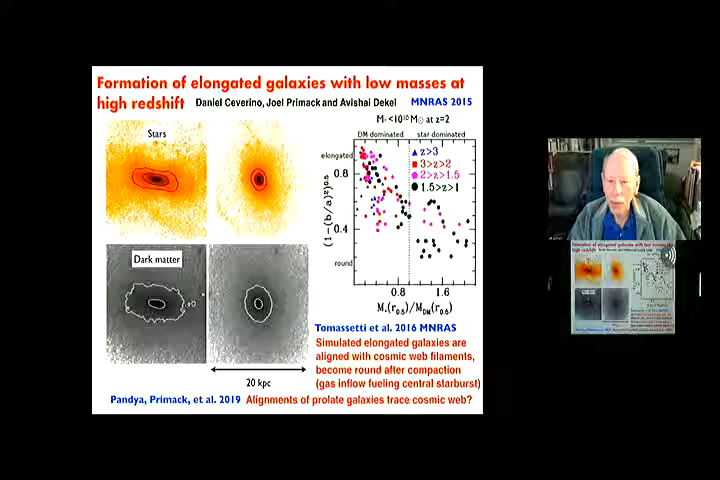 Formation of elongated galaxies with low masses at
high redshift Daniel Ceverino, Joel Primack and Avishai Dekel MNRAS 2015
M* <10¹⁰ M⊙ at z=2
Stars
DM dominated star dominated
elongated
z>3
3>z>2
2>z>1.5
1.5>z>1
0.8
0.4
(1-(b/a)²)⁰·⁵
round
0.8 1.6
M*(r₀.₅)/M_DM(r₀.₅)
Dark matter
Tomassetti et al. 2016 MNRAS
Simulated elongated galaxies are
aligned with cosmic web filaments,
become round after compaction
(gas inflow fueling central starburst)
20 kpc
Pandya, Primack, et al. 2019 Alignments of prolate galaxies trace cosmic web?